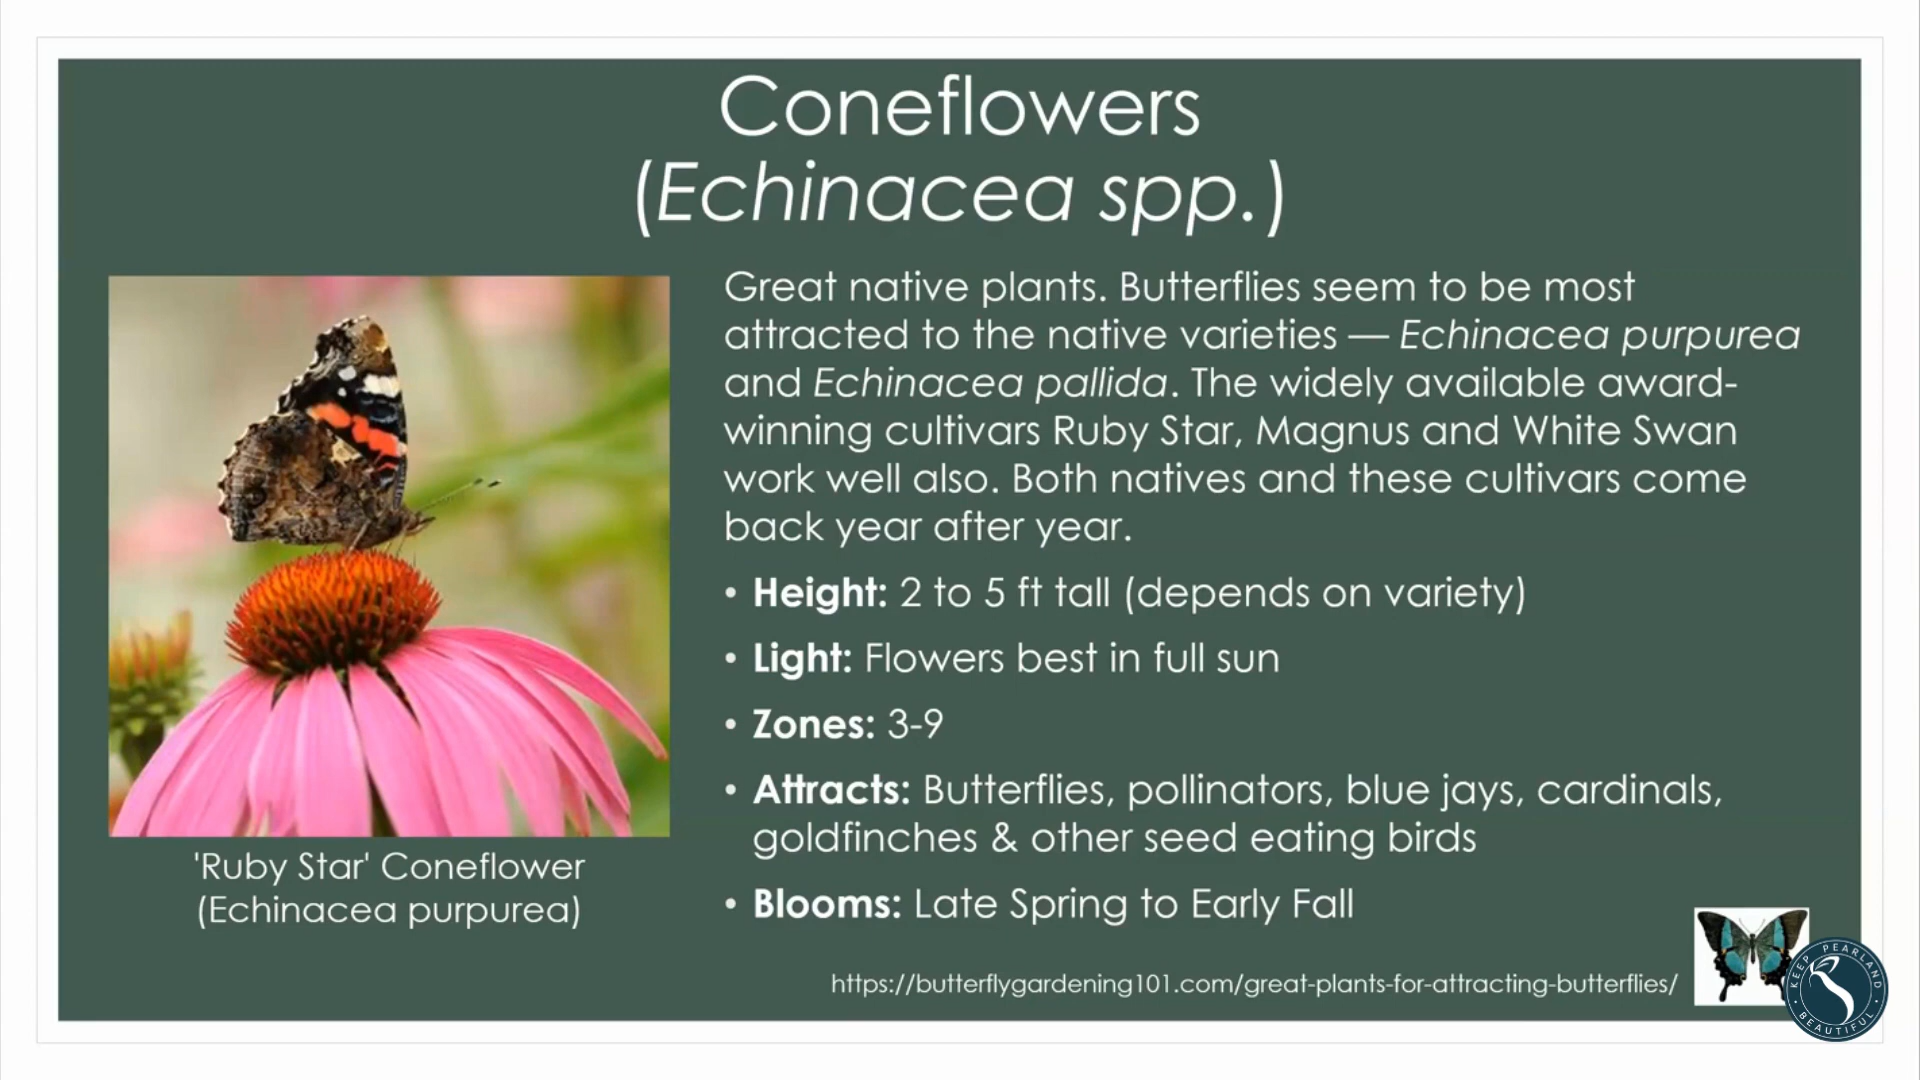 Coneflowers
(Echinacea spp.)
Great native plants. Butterflies seem to be most
attracted to the native varieties — Echinacea purpurea
and Echinacea pallida. The widely available award-
winning cultivars Ruby Star, Magnus and White Swan
work well also. Both natives and these cultivars come
back year after year.
• Height: 2 to 5 ft tall (depends on variety)
• Light: Flowers best in full sun
• Zones: 3-9
• Attracts: Butterflies, pollinators, blue jays, cardinals,
goldfinches & other seed eating birds
• Blooms: Late Spring to Early Fall
'Ruby Star' Coneflower
(Echinacea purpurea)
https://butterflygardening101.com/great-plants-for-attracting-butterflies/
KEEP PEARLAND
BEAUTIFUL